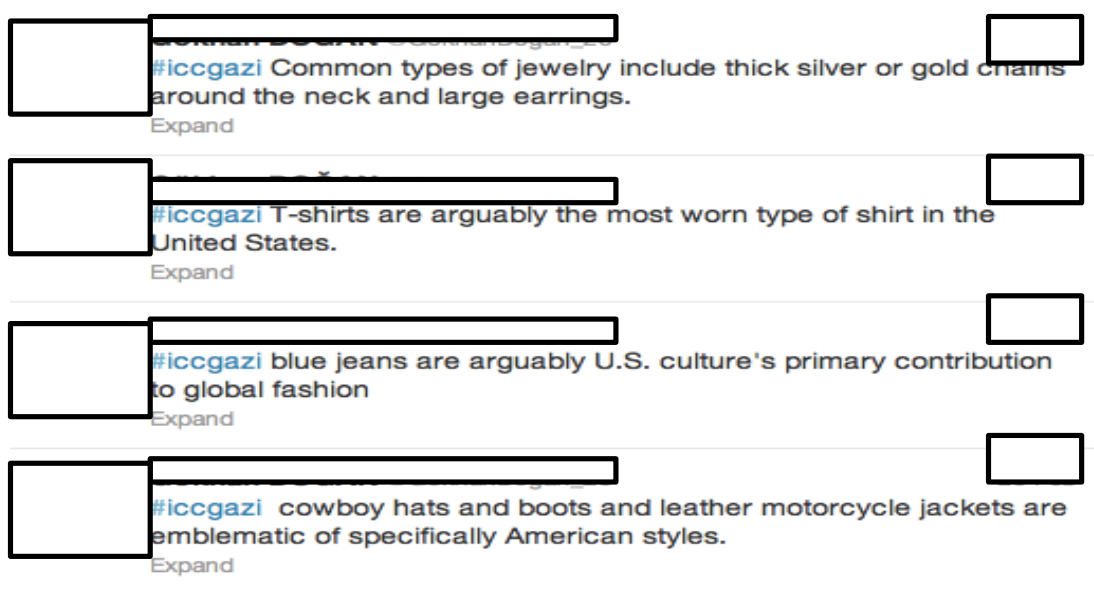 #iccgazi Common types of jewelry include thick silver or gold chains
around the neck and large earrings.
Expand
#iccgazi T-shirts are arguably the most worn type of shirt in the
United States.
Expand
#iccgazi blue jeans are arguably U.S. culture's primary contribution
to global fashion
Expand
#iccgazi cowboy hats and boots and leather motorcycle jackets are
emblematic of specifically American styles.
Expand